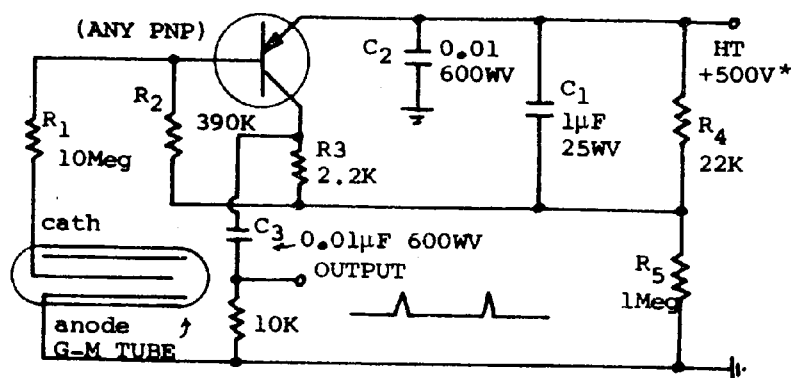 (ANY PNP)
C2
0.01
600WV
HT
+500V*
R1
10Meg
R2
390K
R3
2.2K
C1
1µF
25WV
R4
22K
cath
C3
0.01µF 600WV
OUTPUT
R5
1Meg
10K
anode
G-M TUBE